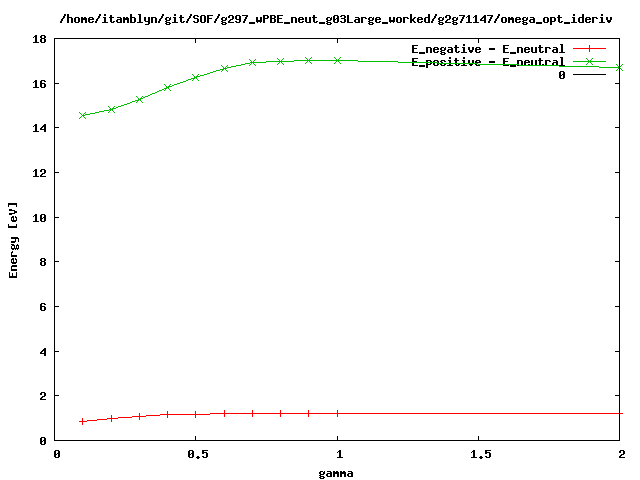 /home/itamblyn/git/SOF/g297_wPBE_neut_g03Large_worked/g2g71147/omega_opt_ideriv
E_negative - E_neutral
E_positive - E_neutral
0
Energy [eV]
18
16
14
12
10
8
6
4
2
0
0 0.5 1 1.5 2
gamma